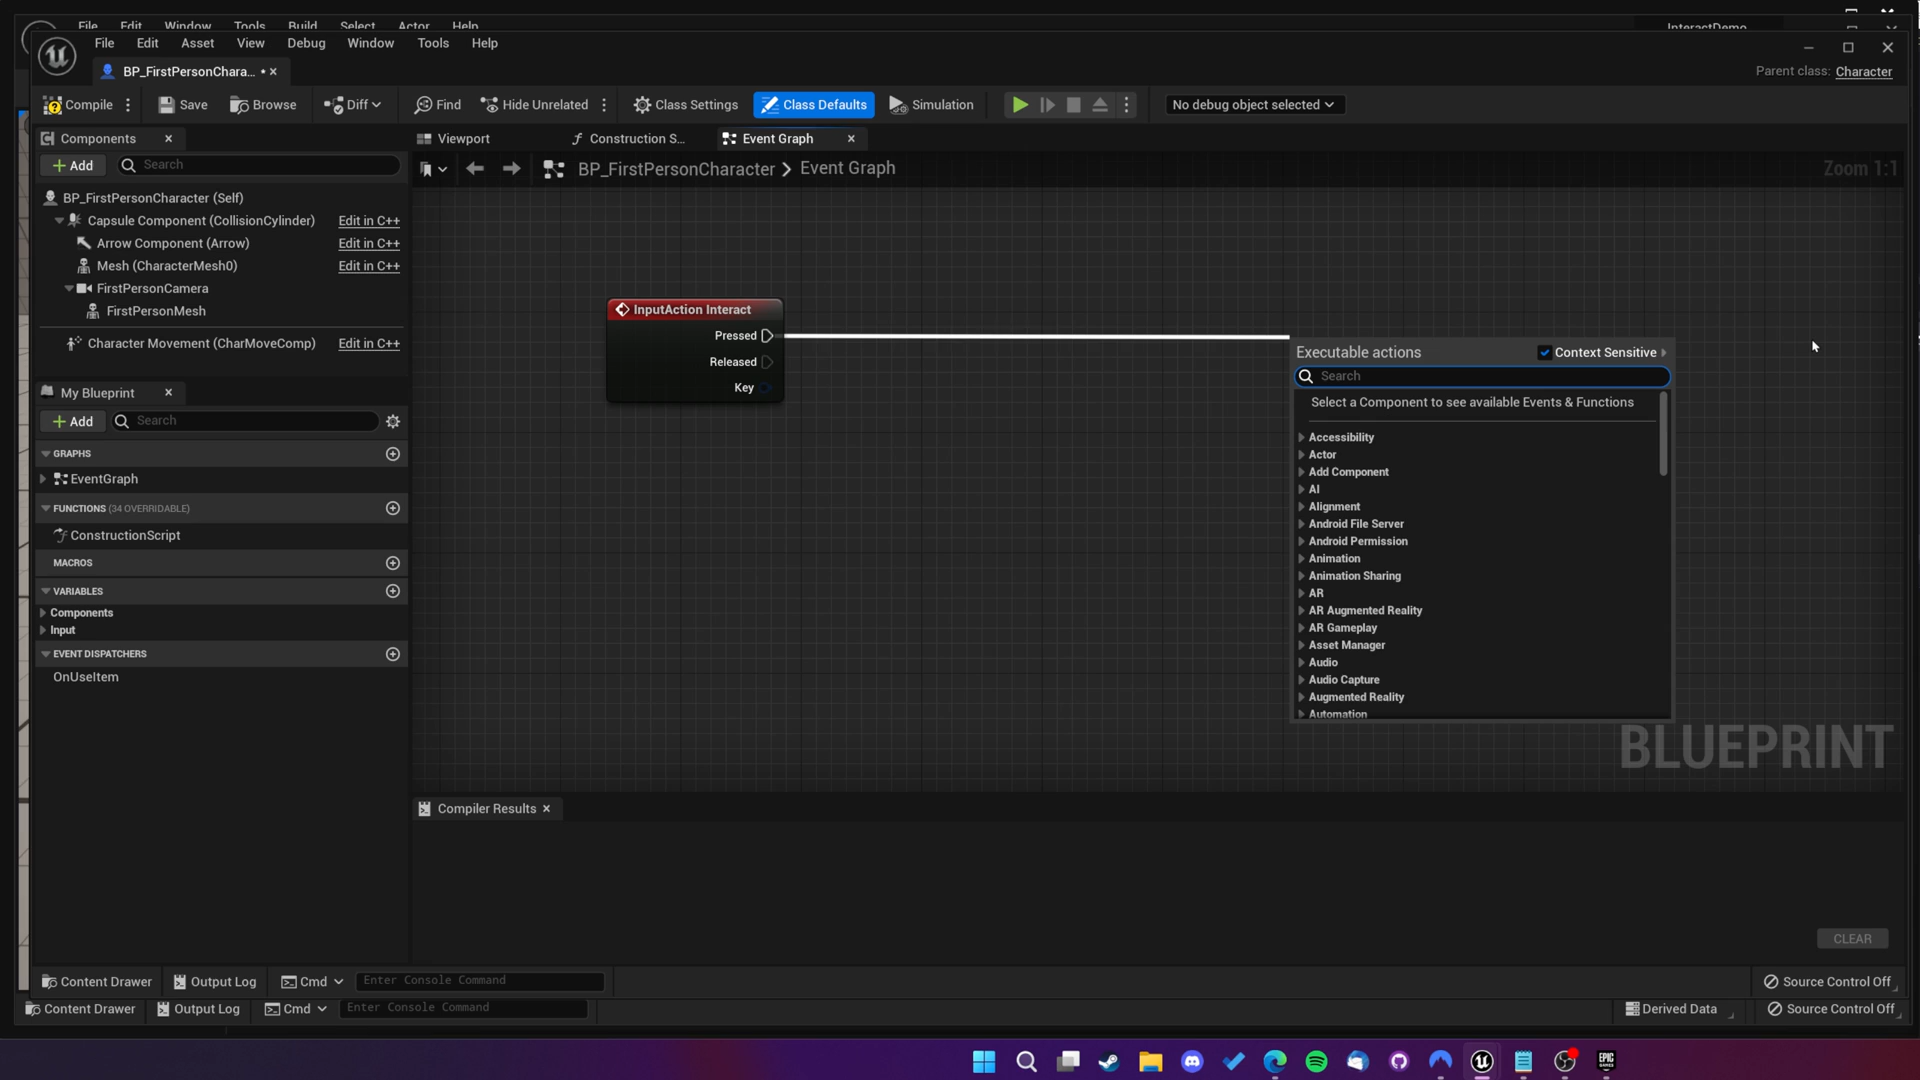 File Edit Window Tools Build Select Actor Help
InteractDemo
File Edit Asset View Debug Window Tools Help
BP_FirstPersonChara...
Parent class: Character
Compile Save Browse Diff Find Hide Unrelated Class Settings Class Defaults Simulation No debug object selected
Components
Viewport
Construction S...
Event Graph
Add
Search
BP_FirstPersonCharacter > Event Graph
Zoom 1:1
BP_FirstPersonCharacter (Self)
Capsule Component (CollisionCylinder) Edit in C++
Arrow Component (Arrow) Edit in C++
Mesh (CharacterMesh0) Edit in C++
FirstPersonCamera
FirstPersonMesh
Character Movement (CharMoveComp) Edit in C++
My Blueprint
Add
Search
GRAPHS
EventGraph
FUNCTIONS (34 OVERRIDABLE)
ConstructionScript
MACROS
VARIABLES
Components
Input
EVENT DISPATCHERS
OnUseItem
InputAction Interact
Pressed
Released
Key
Executable actions
Context Sensitive
Search
Select a Component to see available Events & Functions
Accessibility
Actor
Add Component
AI
Alignment
Android File Server
Android Permission
Animation
Animation Sharing
AR
AR Augmented Reality
AR Gameplay
Asset Manager
Audio
Audio Capture
Augmented Reality
Automation
BLUEPRINT
Compiler Results
CLEAR
Content Drawer Output Log Cmd Enter Console Command Source Control Off
Content Drawer Output Log Cmd Enter Console Command Derived Data Source Control Off
EPIC GAMES